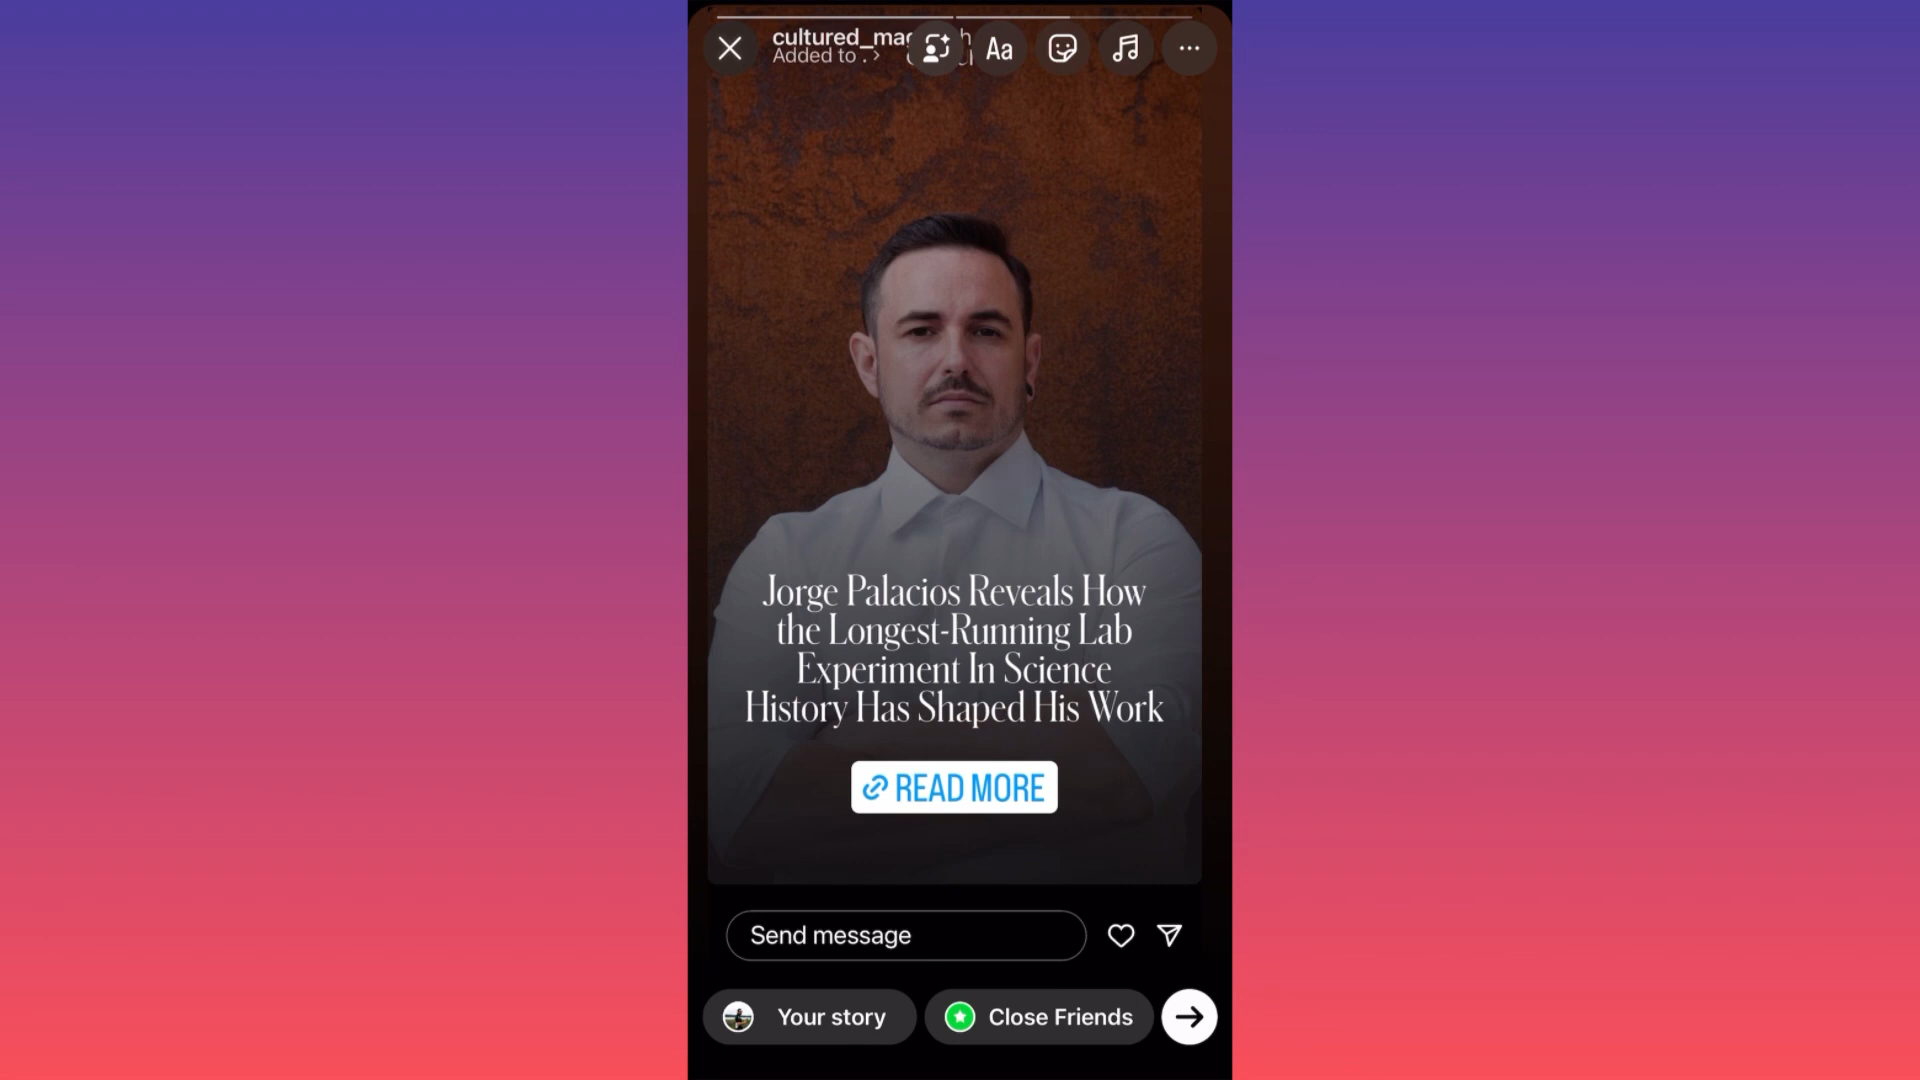 cultured_mag
Added to . >
Aa
Jorge Palacios Reveals How
the Longest-Running Lab
Experiment In Science
History Has Shaped His Work
READ MORE
Send message
Your story
Close Friends